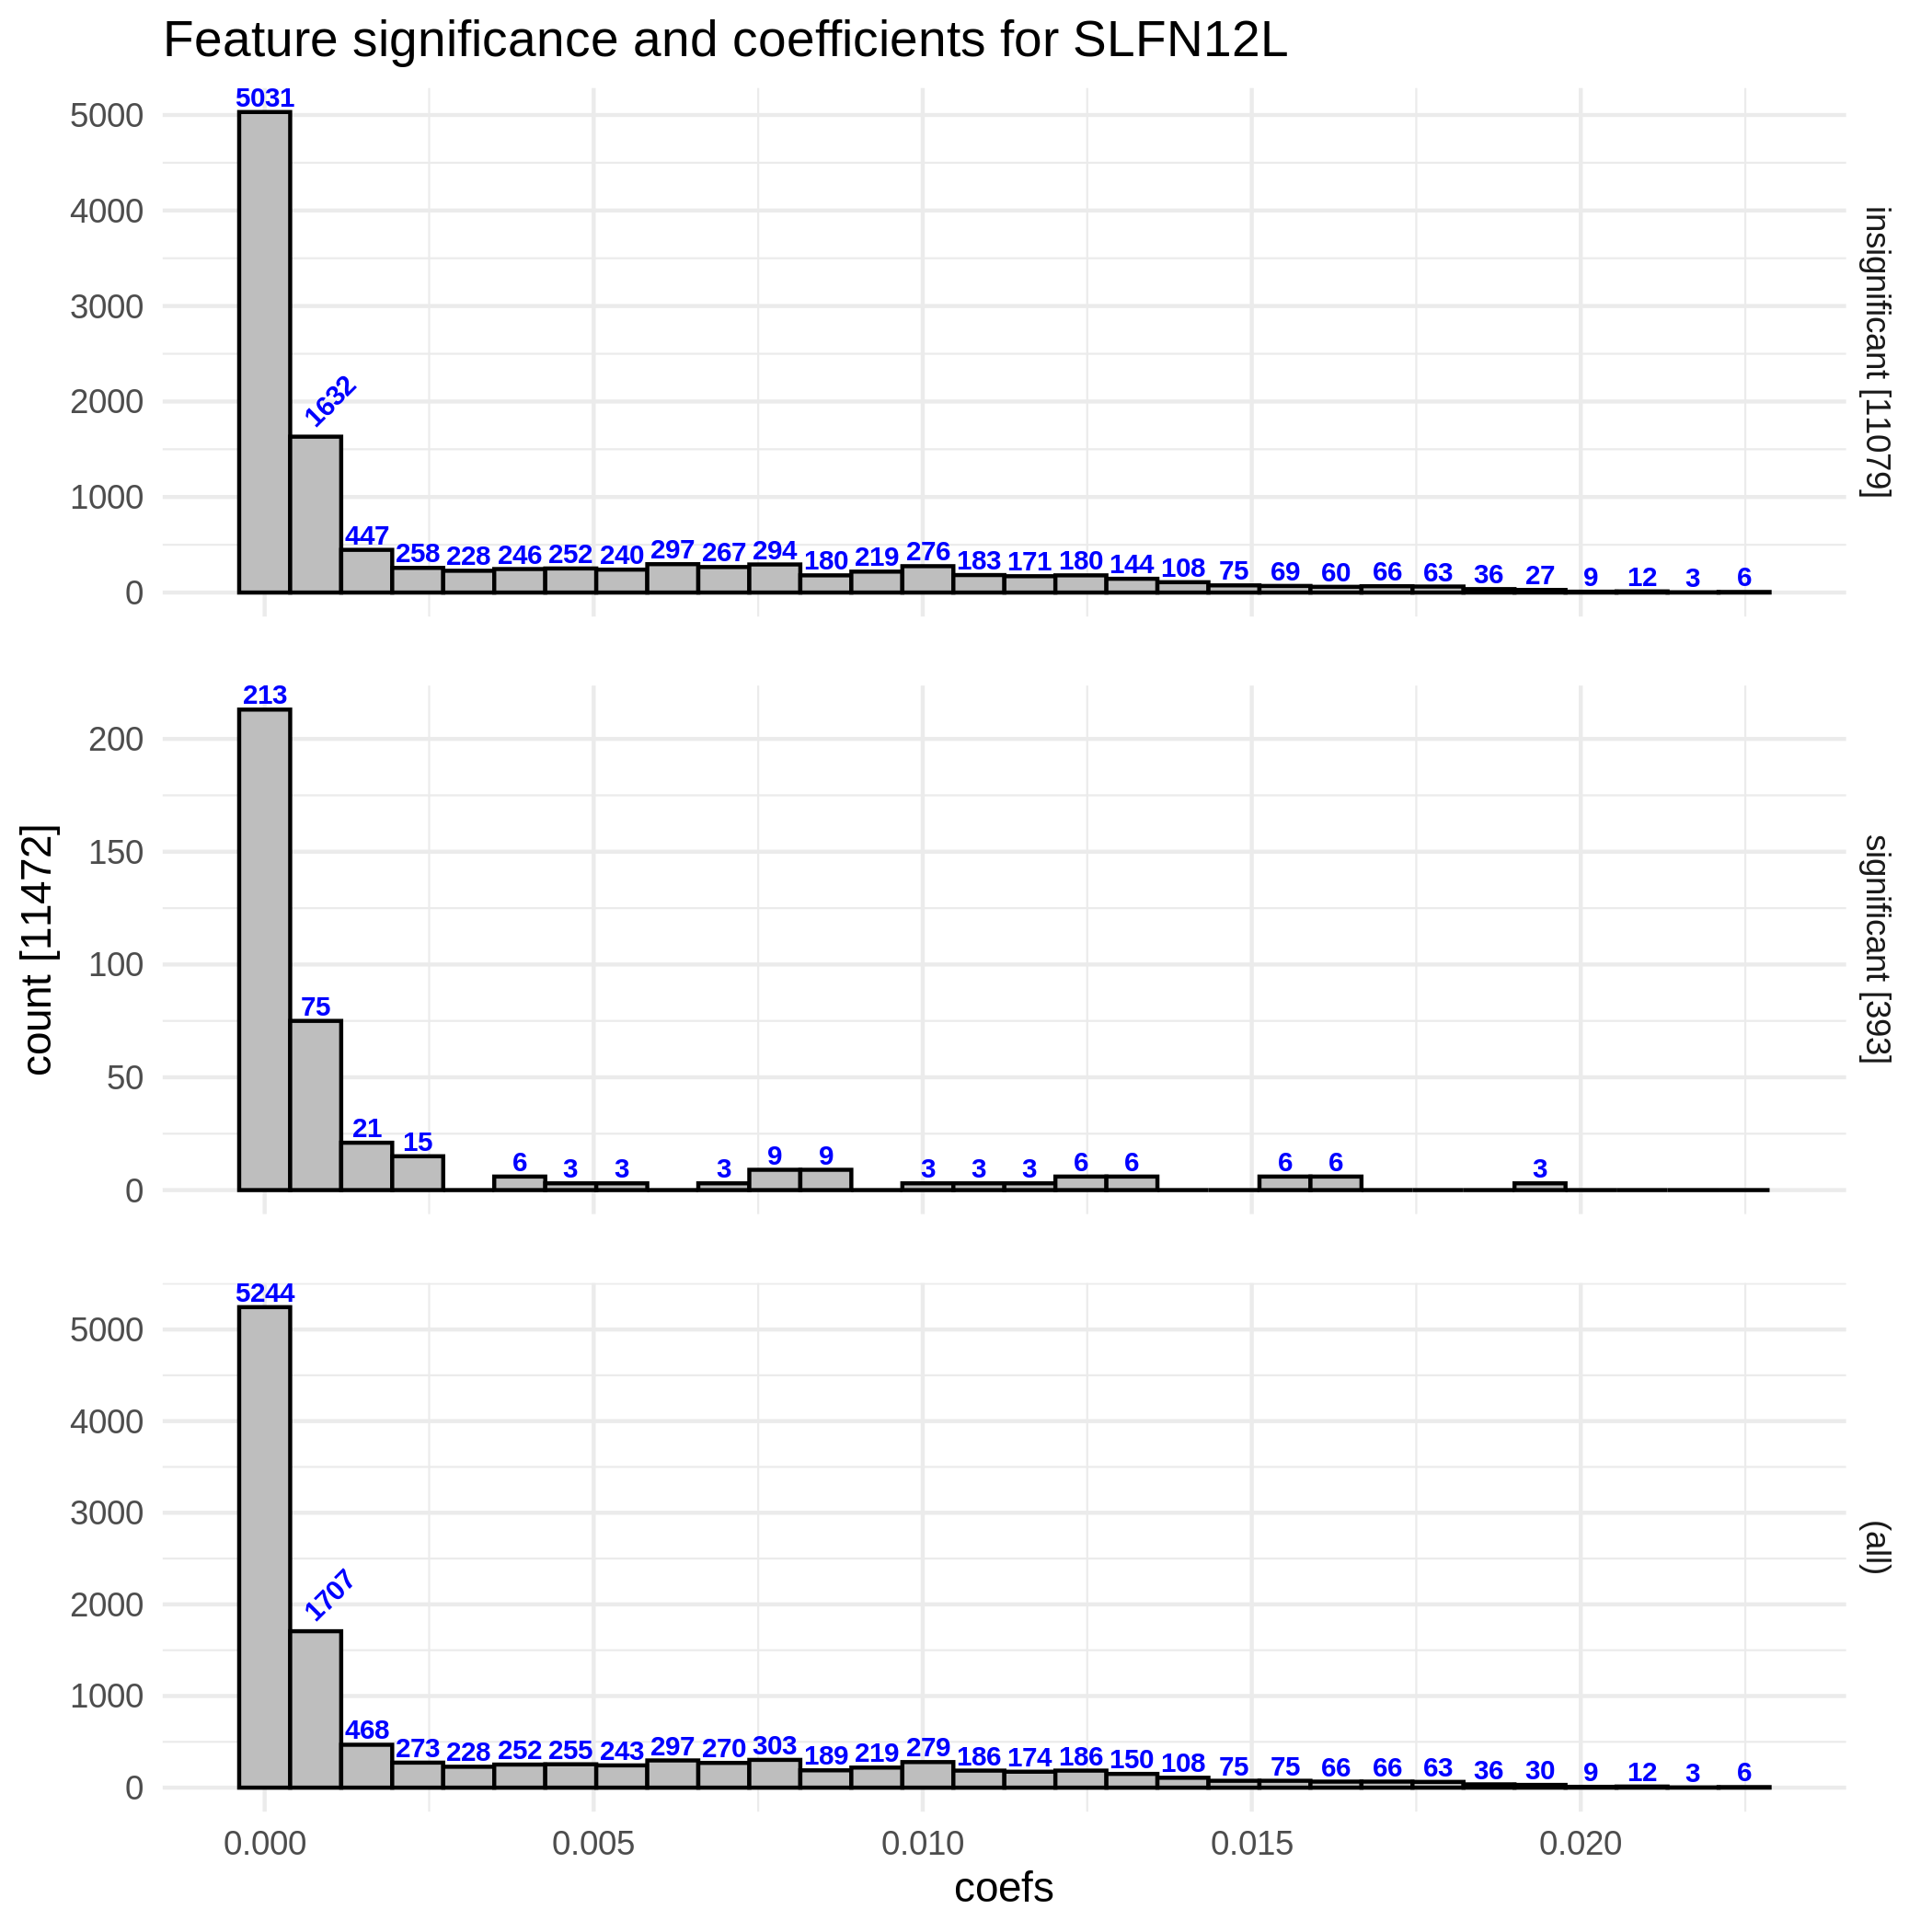 Feature significance and coefficients for SLFN12L
5031
5000
4000
3000
2000
1000
0
1632
447 258 228 246 252 240 297 267 294 180 219 276 183 171 180 144 108 75 69 60 66 63 36 27 9 12 3 6
insignificant [11079]
213
200
150
100
50
0
75
21 15 6 3 3 3 9 9 3 3 3 6 6 6 6 3
significant [393]
count [11472]
5244
5000
4000
3000
2000
1000
0
1707
468 273 228 252 255 243 297 270 303 189 219 279 186 174 186 150 108 75 75 66 66 63 36 30 9 12 3 6
(all)
0.000 0.005 0.010 0.015 0.020
coefs